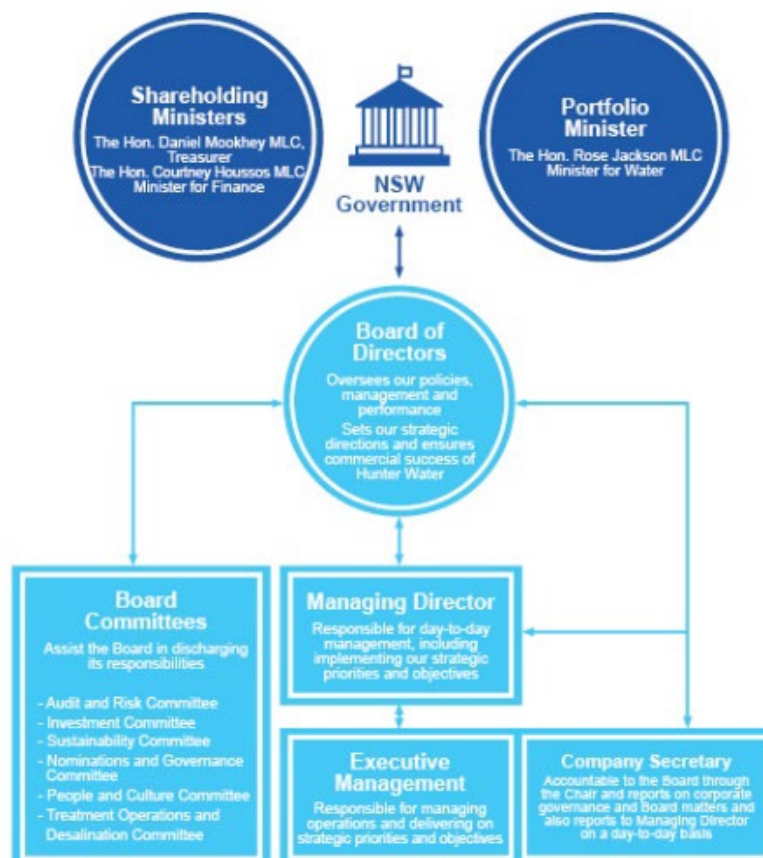 Shareholding
Ministers
The Hon. Daniel Mookhey MLC,
Treasurer
The Hon. Courtney Houssos MLC
Minister for Finance
NSW
Government
Portfolio
Minister
The Hon. Rose Jackson MLC
Minister for Water
Board of
Directors
Oversees our policies,
management and
performance
Sets our strategic
directions and ensures
commercial success of
Hunter Water
Board
Committees
Assist the Board in discharging
its responsibilities
- Audit and Risk Committee
- Investment Committee
- Sustainability Committee
- Nominations and Governance
Committee
- People and Culture Committee
- Treatment Operations and
Desalination Committee
Managing Director
Responsible for day-to-day
management, including
implementing our strategic
priorities and objectives
Executive
Management
Responsible for managing
operations and delivering on
strategic priorities and objectives
Company Secretary
Accountable to the Board through
the Chair and reports on corporate
governance and Board matters and
also reports to Managing Director
on a day-to-day basis